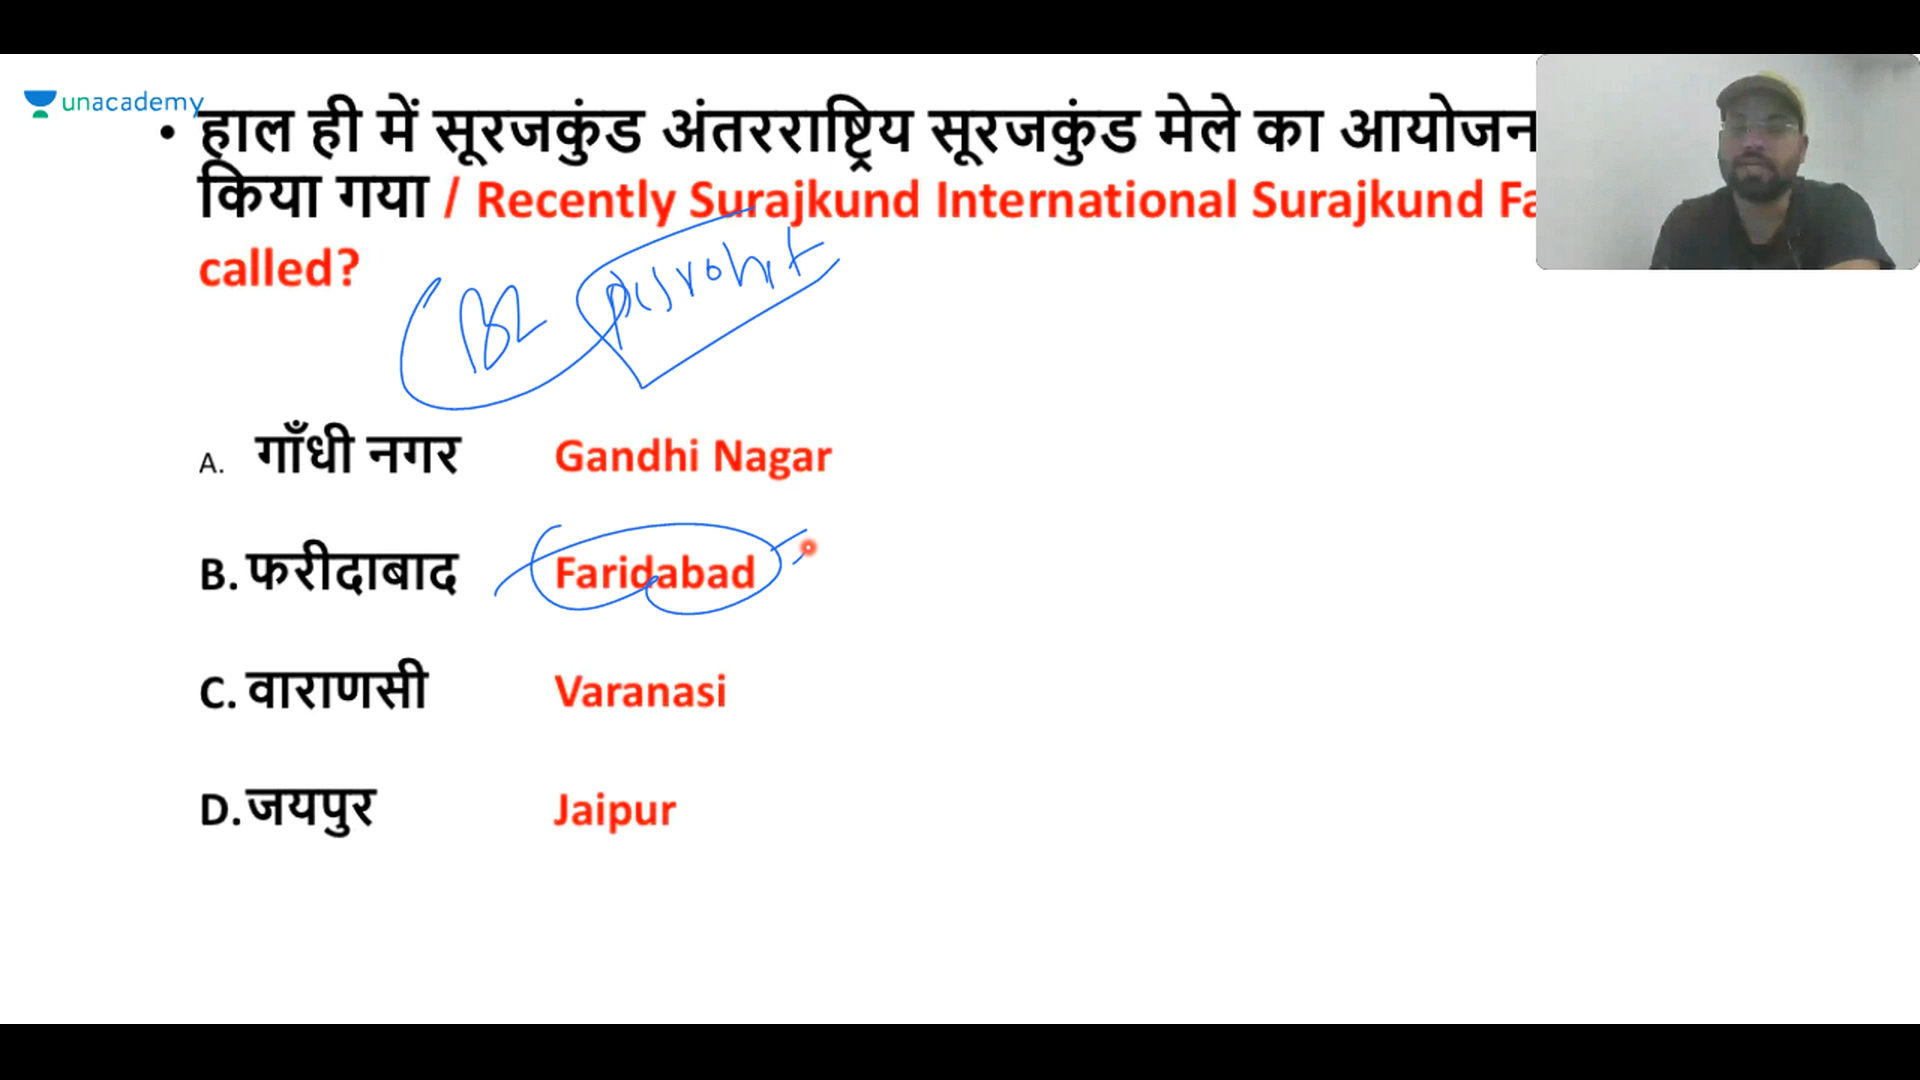 unacademy
• हाल ही में सूरजकुंड अंतरराष्ट्रिय सूरजकुंड मेले का आयोजन
किया गया / Recently Surajkund International Surajkund Fa
called?
A. गाँधी नगर Gandhi Nagar
B. फरीदाबाद Faridabad
C. वाराणसी Varanasi
D. जयपुर Jaipur